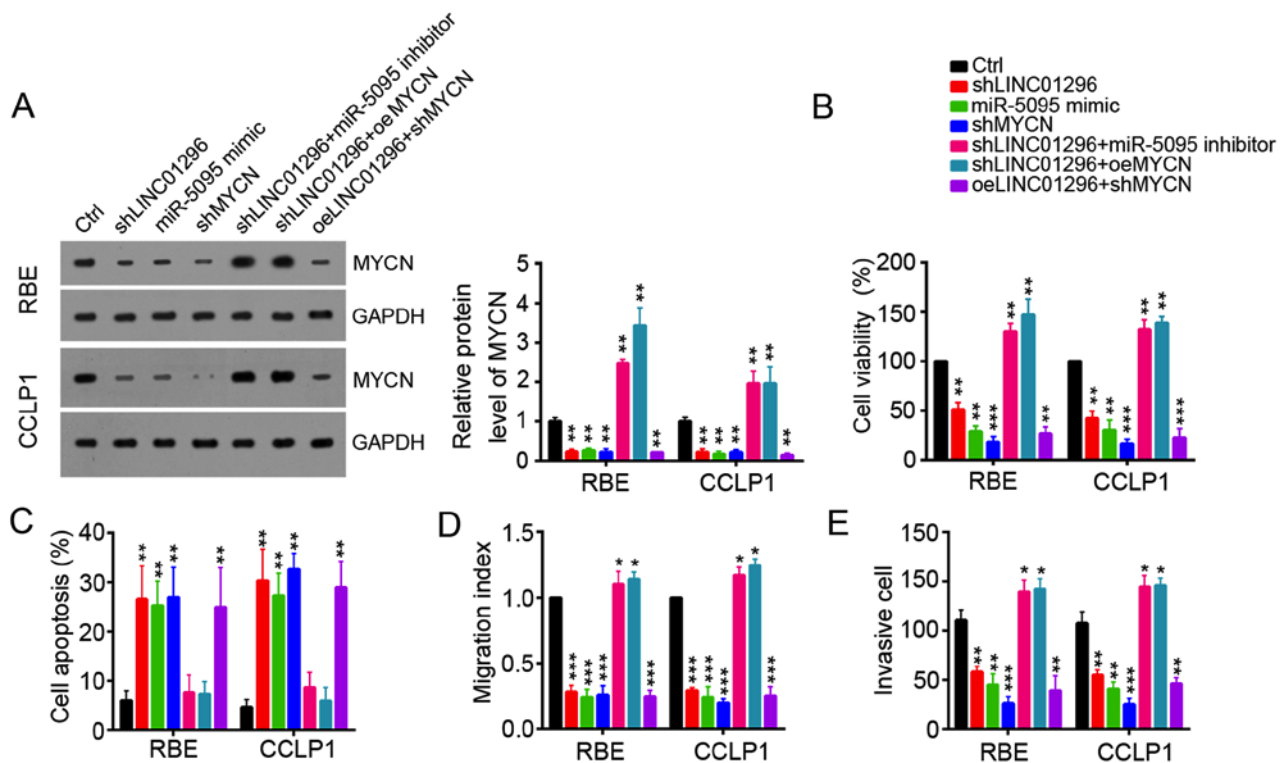 A
Ctrl
shLINC01296
miR-5095 mimic
shMYCN
shLINC01296+miR-5095 inhibitor
shLINC01296+oe MYCN
oeLINC01296+shMYCN
RBE
MYCN
GAPDH
CCLP1
MYCN
GAPDH
Relative protein
level of MYCN
5
4
3
2
1
0
** ** ** ** ** **
** ** ** ** ** **
RBE CCLP1
B
Ctrl
shLINC01296
miR-5095 mimic
shMYCN
shLINC01296+miR-5095 inhibitor
shLINC01296+oeMYCN
oeLINC01296+shMYCN
Cell viability (%)
200
150
100
50
0
** ** *** ** ** **
** ** *** ** ** ***
RBE CCLP1
C
Cell apoptosis (%)
40
30
20
10
0
** ** ** **
** ** ** **
RBE CCLP1
D
Migration index
1.5
1.0
0.5
0.0
*** *** *** * * ***
*** *** *** * * ***
RBE CCLP1
E
Invasive cell
200
150
100
50
0
** ** *** * * **
** ** *** * * **
RBE CCLP1